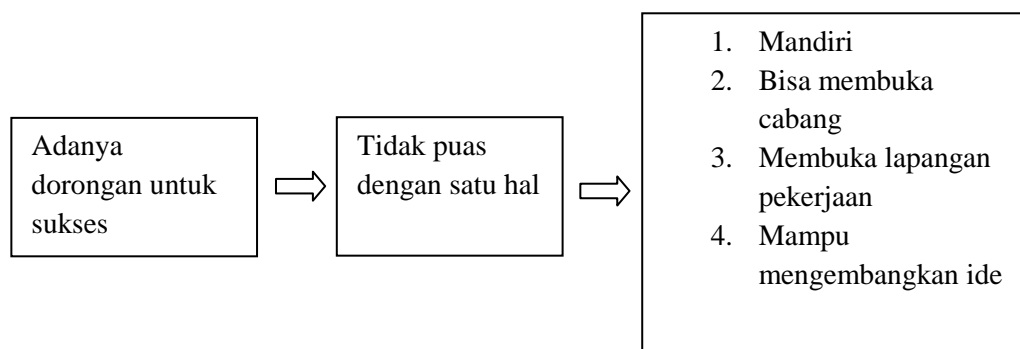 Adanya
dorongan untuk
sukses
Tidak puas
dengan satu hal
1. Mandiri
2. Bisa membuka
cabang
3. Membuka lapangan
pekerjaan
4. Mampu
mengembangkan ide